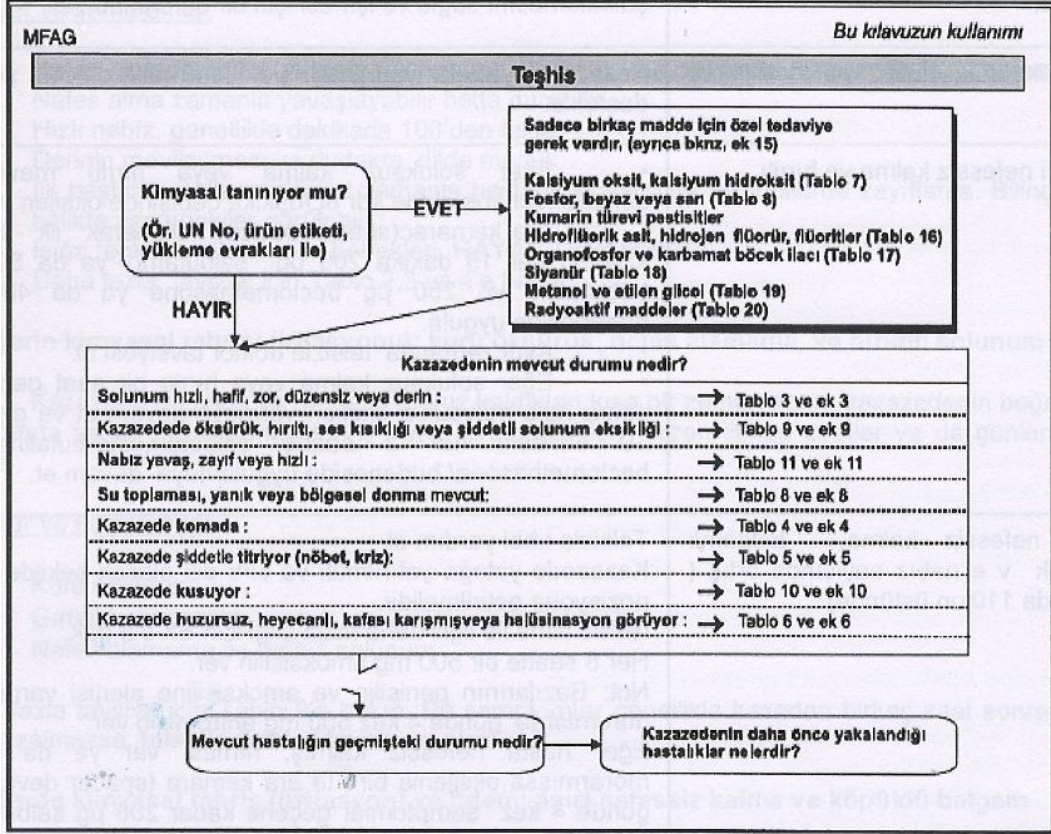 MFAG
Bu kılavuzun kullanımı
Teşhis
Kimyasal tanınıyor mu?
(Ör. UN No, ürün etiketi,
yükleme evrakları ile)
EVET
HAYIR
Sadece birkaç madde için özel tedaviye
gerek vardır. (ayrıca bknz, ek 15)
Kalsiyum oksit, kalsiyum hidroksit (Tablo 7)
Fosfor, beyaz veya sarı (Tablo 8)
Kumarin türevi pestisitler
Hidroflüerik asit, hidrojen flüorür, flüoritler (Tablo 16)
Organofosfor ve karbamat böcek ilacı (Tablo 17)
Siyanür (Tablo 18)
Metanol ve etilen glicol (Tablo 19)
Radyoaktif maddeler (Tablo 20)
Kazazedenin mevcut durumu nedir?
Solunum hızlı, hafif, zor, düzensiz veya derin : Tablo 3 ve ek 3
Kazazedede öksürük, hırıltı, ses kısıklığı veya şiddetli solunum eksikliği : Tablo 9 ve ek 9
Nabız yavaş, zayıf veya hızlı : Tablo 11 ve ek 11
Su toplaması, yanık veya bölgesel donma mevcut: Tablo 8 ve ek 8
Kazazede komada : Tablo 4 ve ek 4
Kazazede şiddetle titriyor (nöbet, kriz): Tablo 5 ve ek 5
Kazazede kusuyor : Tablo 10 ve ek 10
Kazazede huzursuz, heyecanlı, kafası karışmışveya halüsinasyon görüyor : Tablo 6 ve ek 6
Mevcut hastalığın geçmişteki durumu nedir?
Kazazedenin daha önce yakalandığı
hastalıklar nelerdir?